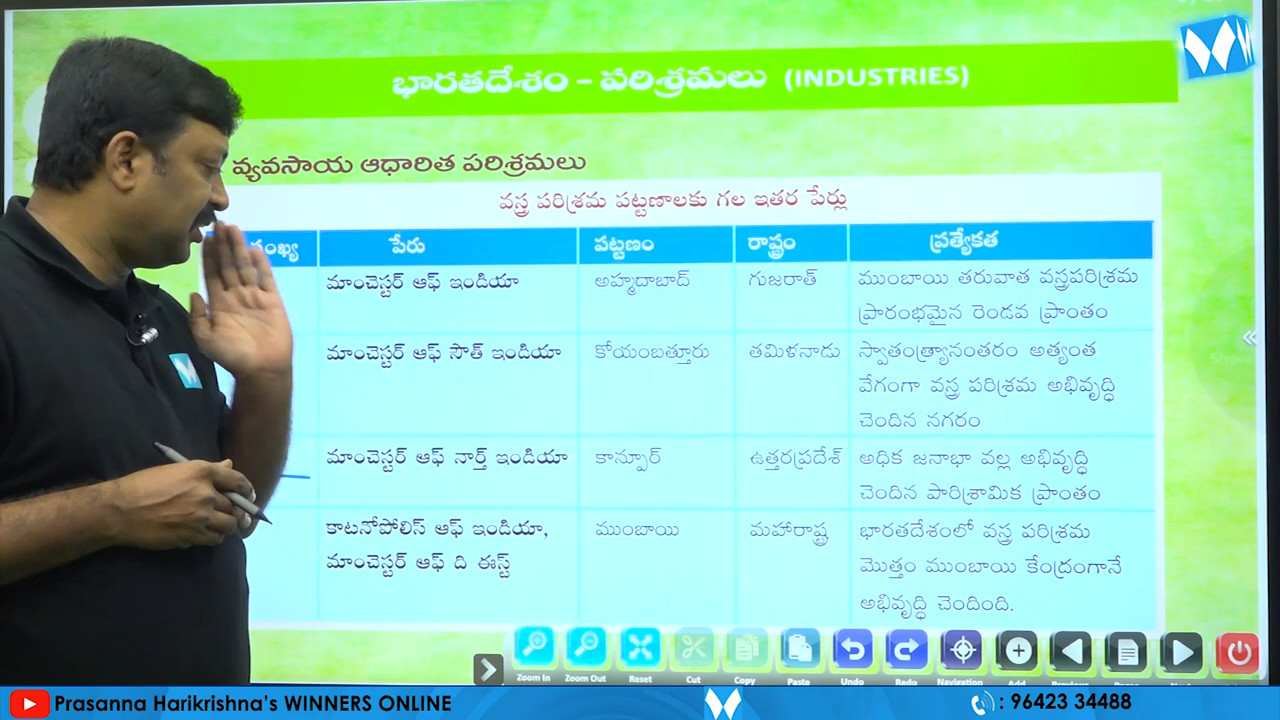 భారతదేశం – పరిశ్రమలు (INDUSTRIES)
వ్యవసాయ ఆధారిత పరిశ్రమలు
వస్త్ర పరిశ్రమ పట్టణాలకు గల ఇతర పేర్లు
పేరు పట్టణం రాష్ట్రం ప్రత్యేకత
మాంచెస్టర్ ఆఫ్ ఇండియా అహ్మదాబాద్ గుజరాత్ ముంబాయి తరువాత వస్త్రపరిశ్రమ
ప్రారంభమైన రెండవ ప్రాంతం
మాంచెస్టర్ ఆఫ్ సౌత్ ఇండియా కోయంబత్తూరు తమిళనాడు స్వాతంత్ర్యానంతరం అత్యంత
వేగంగా వస్త్ర పరిశ్రమ అభివృద్ధి
చెందిన నగరం
మాంచెస్టర్ ఆఫ్ నార్త్ ఇండియా కాన్పూర్ ఉత్తరప్రదేశ్ అధిక జనాభా వల్ల అభివృద్ధి
చెందిన పారిశ్రామిక ప్రాంతం
కాటనోపోలిస్ ఆఫ్ ఇండియా, ముంబాయి మహారాష్ట్ర భారతదేశంలో వస్త్ర పరిశ్రమ
మాంచెస్టర్ ఆఫ్ ది ఈస్ట్ మొత్తం ముంబాయి కేంద్రంగానే
అభివృద్ధి చెందింది.
Zoom In Zoom Out Reset Cut Copy Paste Undo Redo Navigation Add
Prasanna Harikrishna's WINNERS ONLINE : 96423 34488